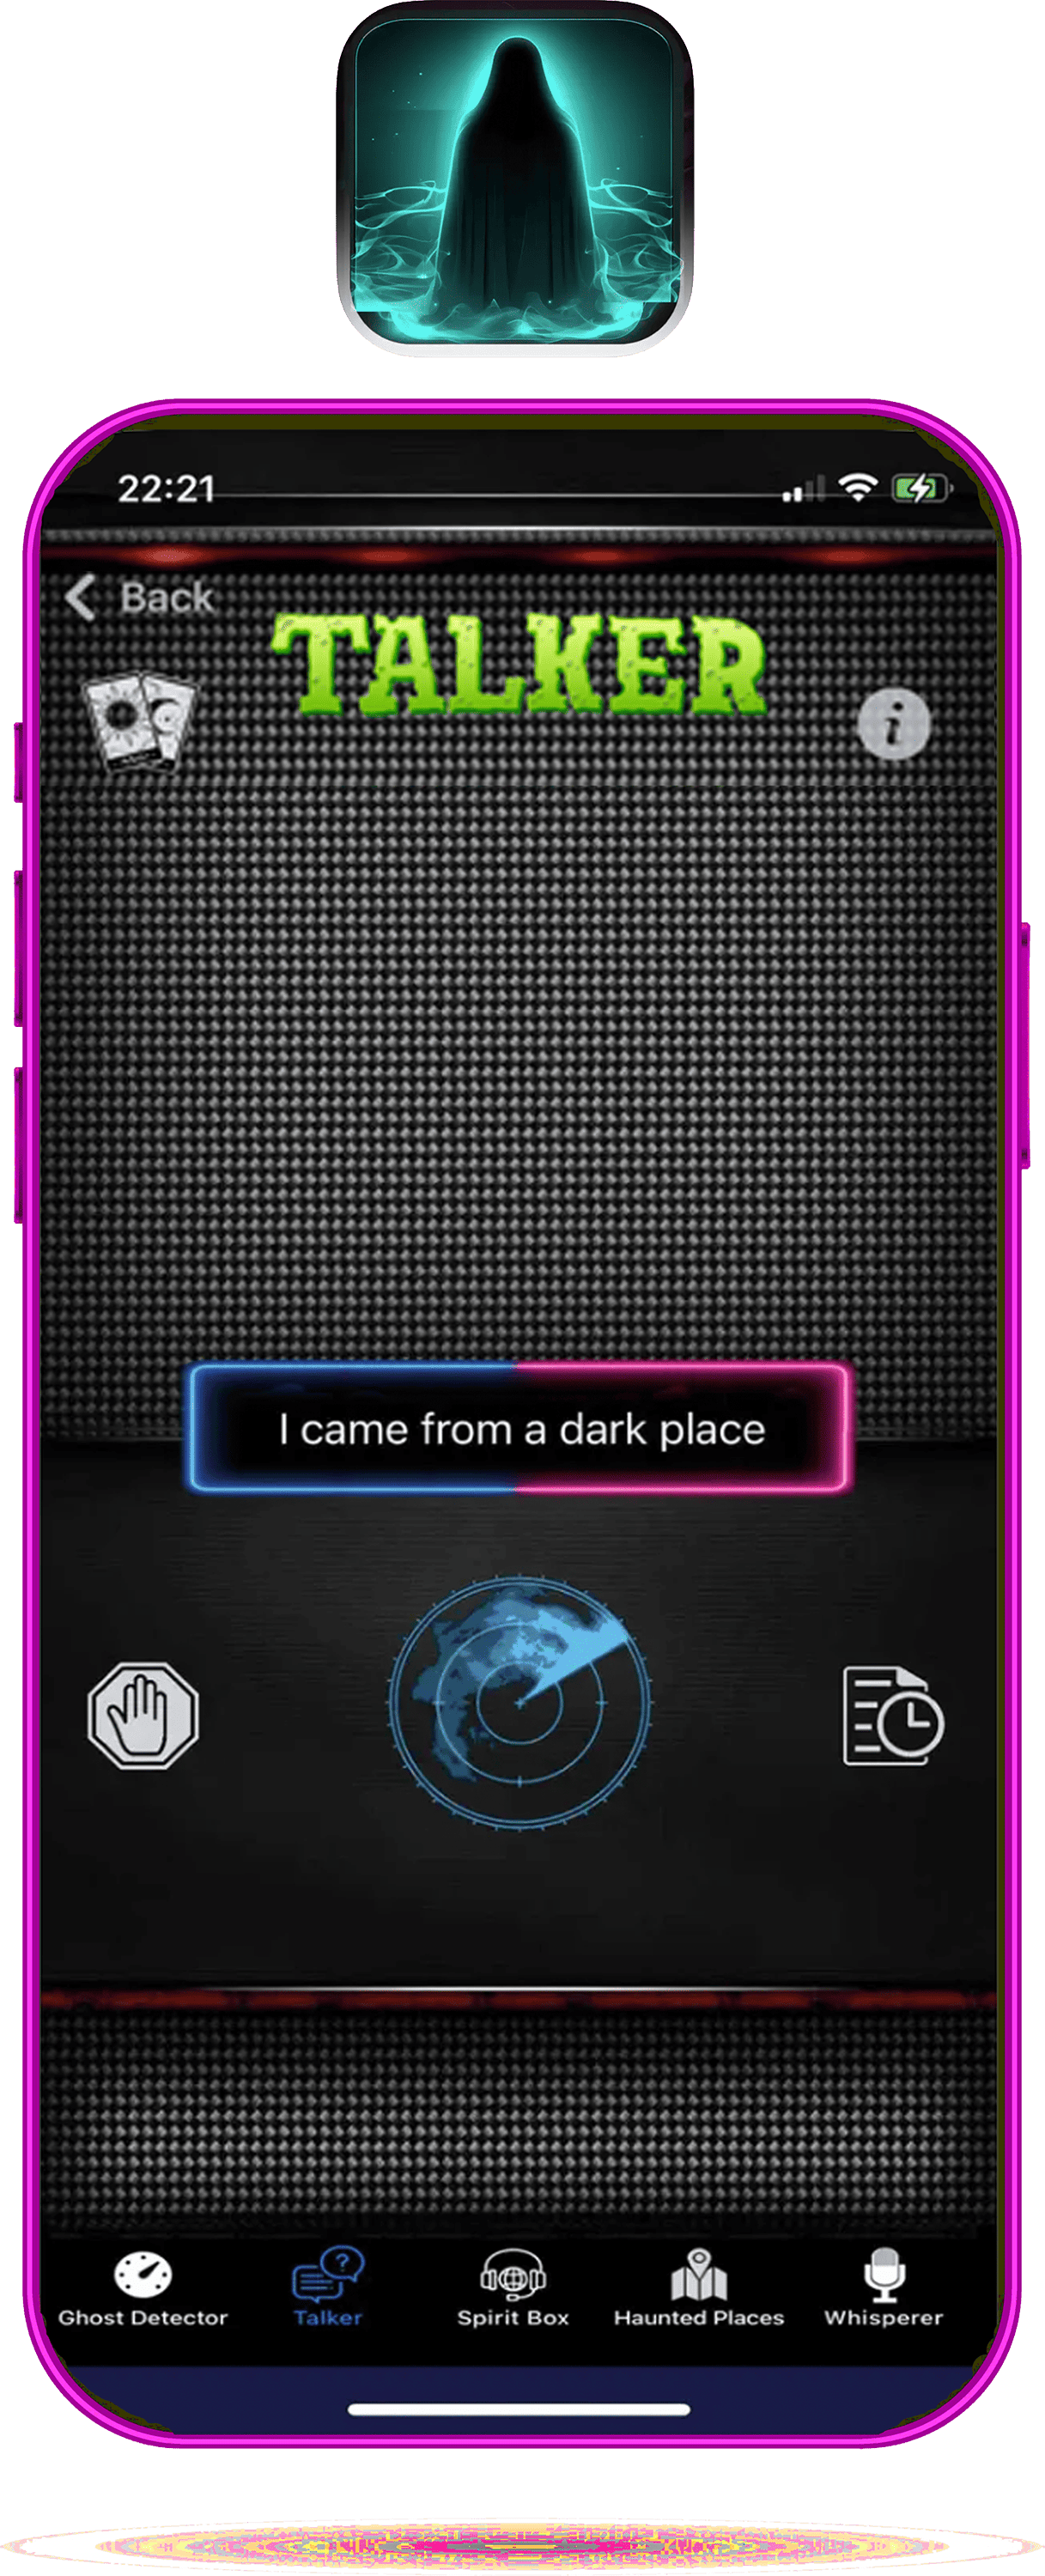 22:21
Back
TALKER
I came from a dark place
Ghost Detector
Talker
Spirit Box
Haunted Places
Whisperer